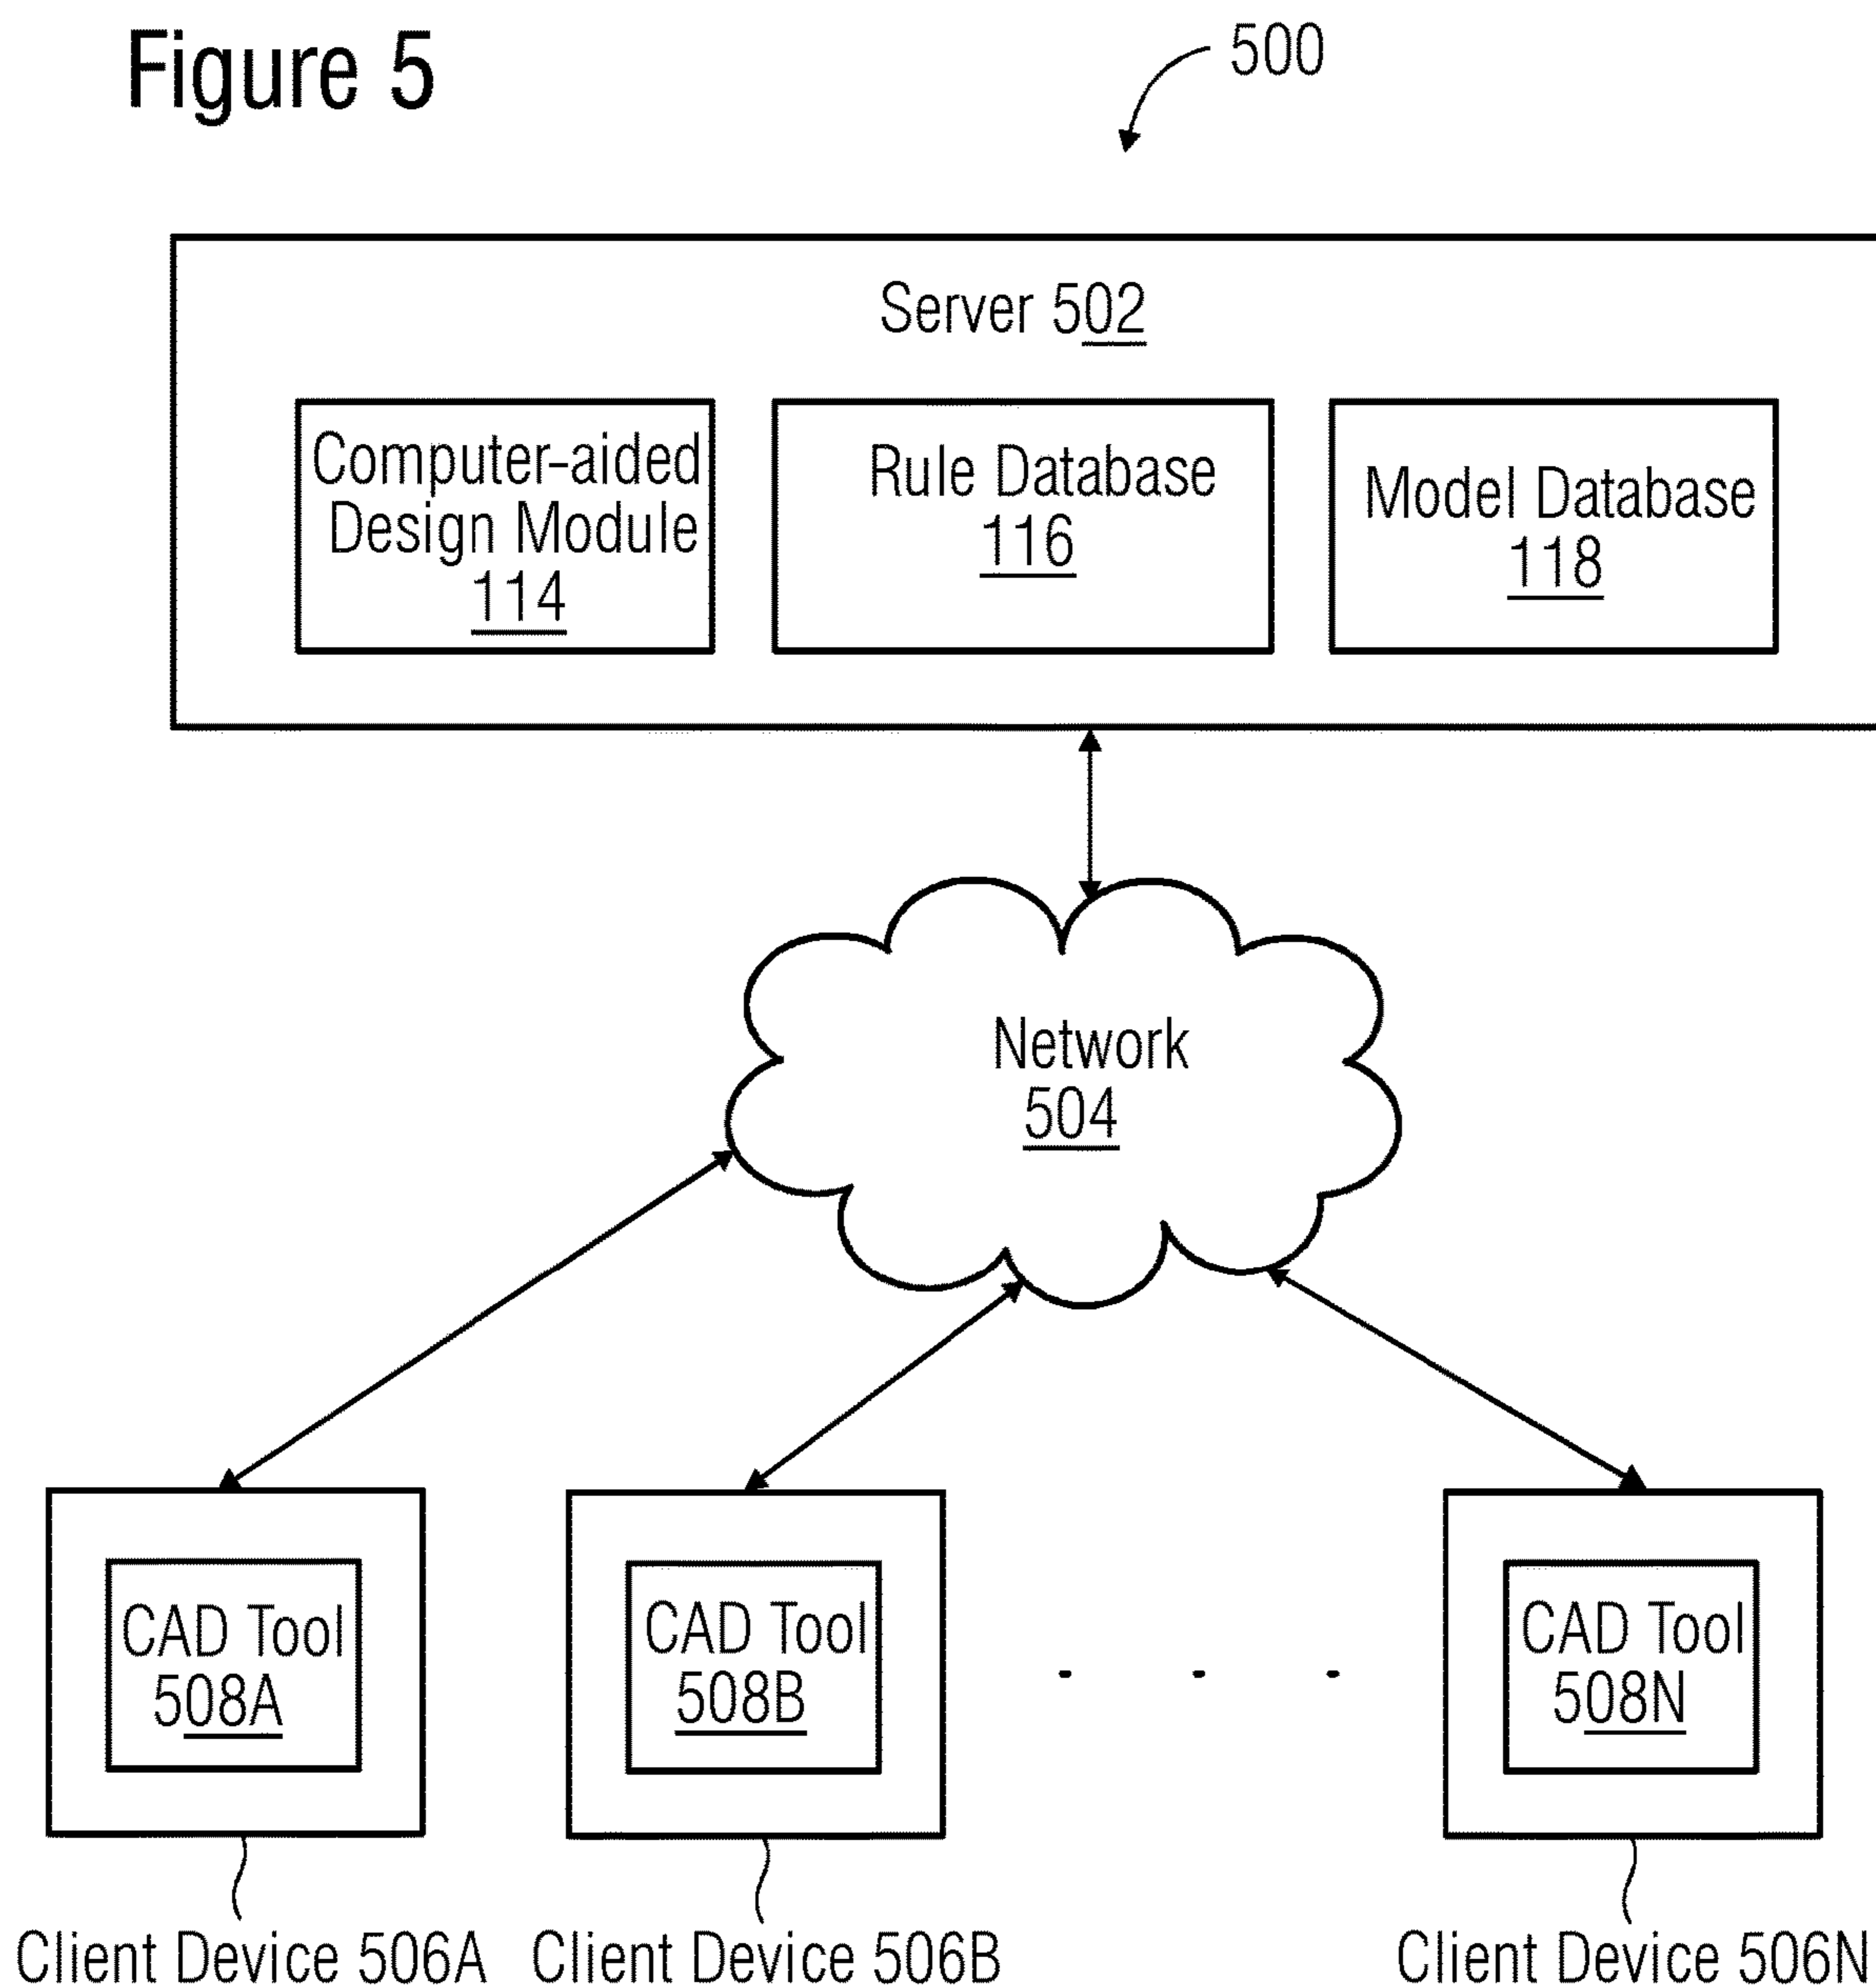 Figure 5
500
Server 502
Computer-aided
Design Module
114
Rule Database
116
Model Database
118
Network
504
CAD Tool
508A
CAD Tool
508B
. . .
CAD Tool
508N
Client Device 506A
Client Device 506B
Client Device 506N